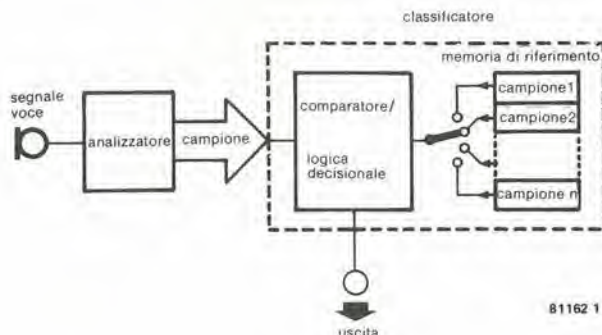 classificatore
memoria di riferimento
segnale
voce
analizzatore
campione
comparatore/
logica
decisionale
campione1
campione2
campione n
81162 1
uscita